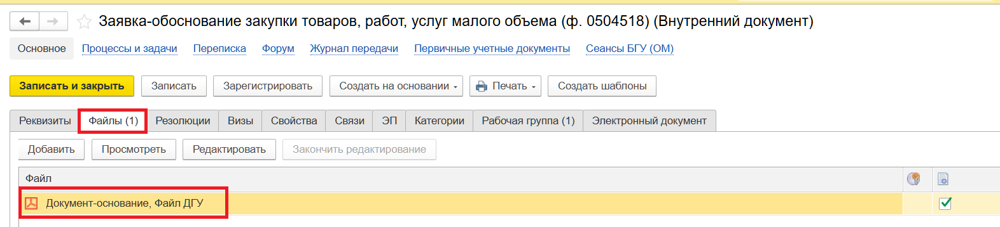 Заявка-обоснование закупки товаров, работ, услуг малого объема (ф. 0504518) (Внутренний документ)
Основное Процессы и задачи Переписка Форум Журнал передачи Первичные учетные документы Сеансы БГУ (ОМ)
Записать и закрыть Записать Зарегистрировать Создать на основании Печать Создать шаблоны
Реквизиты Файлы (1) Резолюции Визы Свойства Связи ЭП Категории Рабочая группа (1) Электронный документ
Добавить Просмотреть Редактировать Закончить редактирование
Файл
Документ-основание, Файл ДГУ